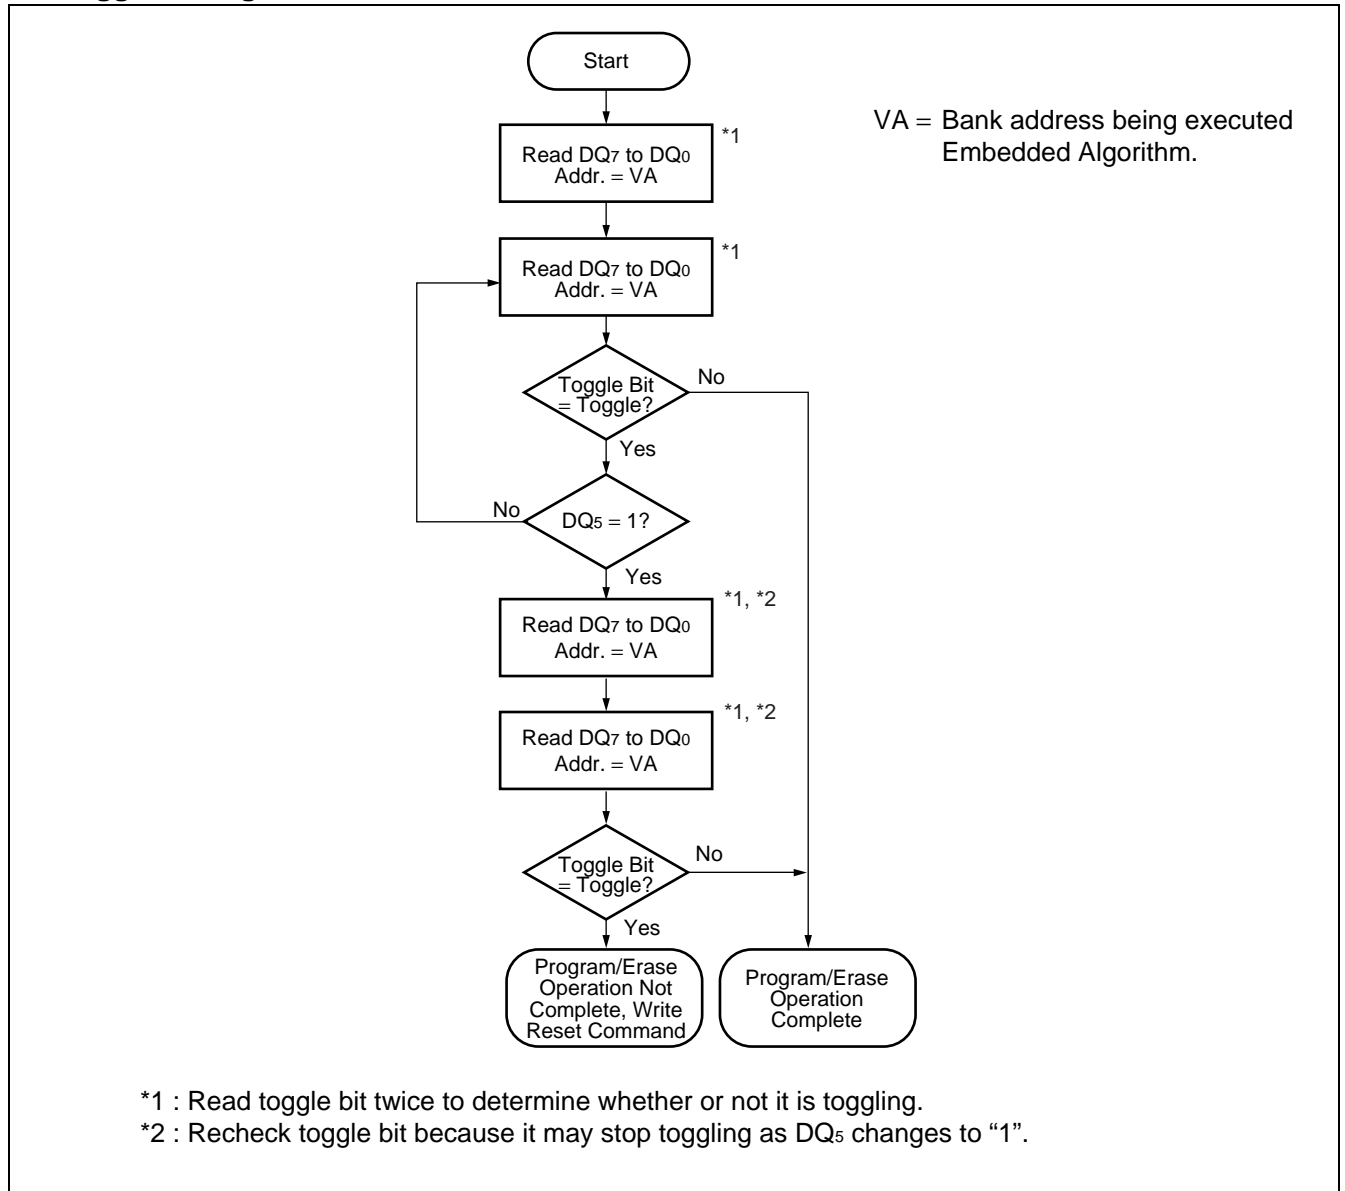 Start
VA = Bank address being executed
Embedded Algorithm.
*1
Read DQ7 to DQ0
Addr. = VA
*1
Read DQ7 to DQ0
Addr. = VA
Toggle Bit
= Toggle?
No
Yes
No
DQ5 = 1?
Yes
*1, *2
Read DQ7 to DQ0
Addr. = VA
*1, *2
Read DQ7 to DQ0
Addr. = VA
Toggle Bit
= Toggle?
No
Yes
Program/Erase
Operation Not
Complete, Write
Reset Command
Program/Erase
Operation
Complete
*1 : Read toggle bit twice to determine whether or not it is toggling.
*2 : Recheck toggle bit because it may stop toggling as DQ5 changes to “1”.